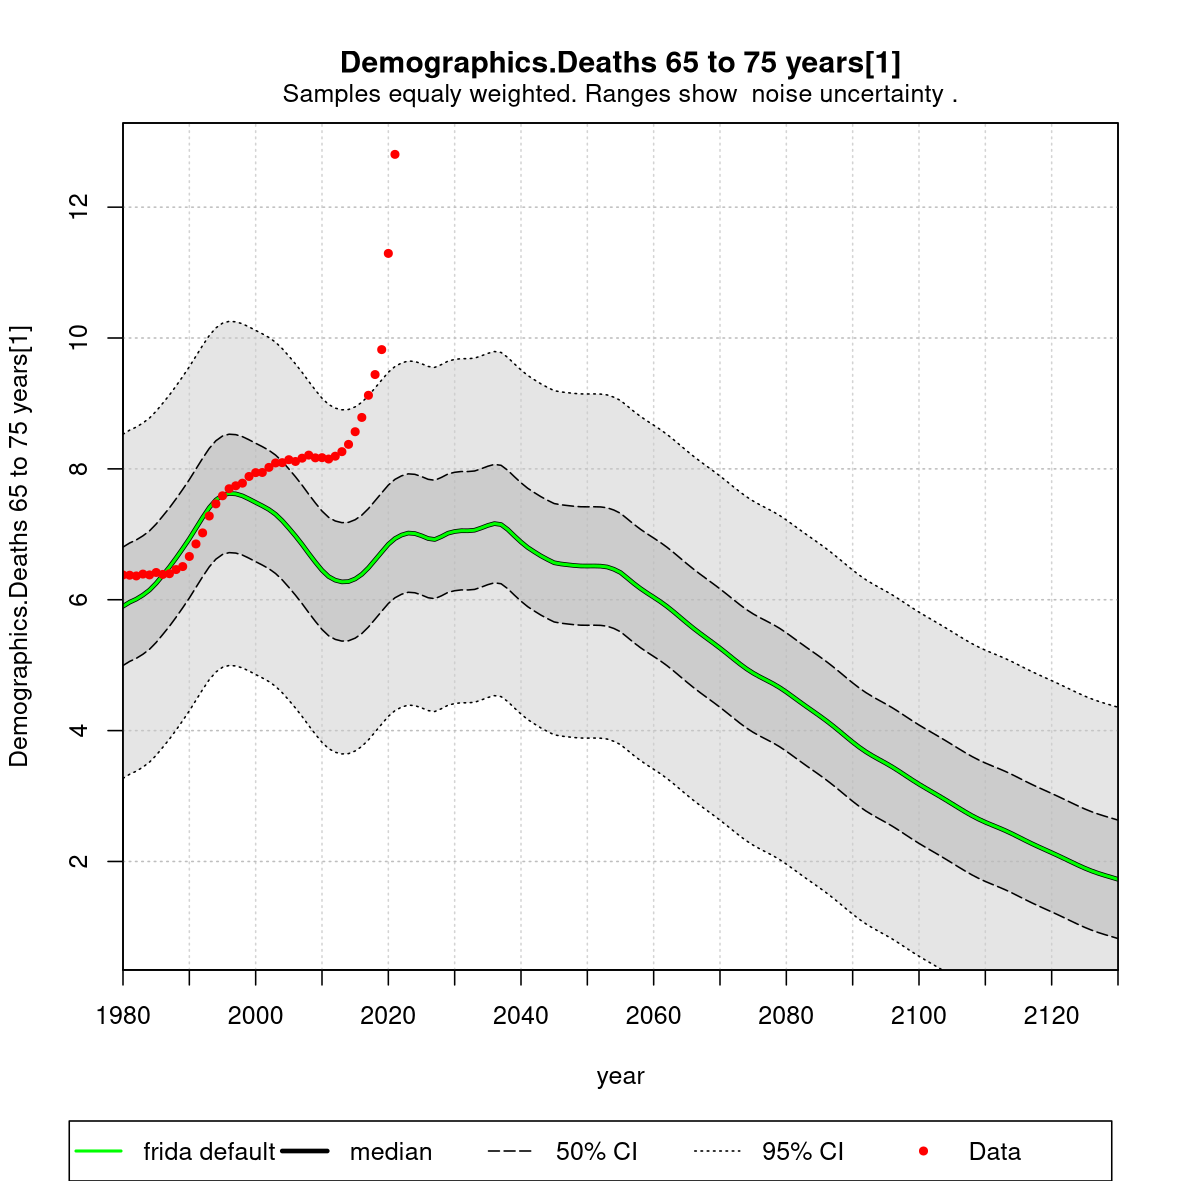 Demographics.Deaths 65 to 75 years[1]
Samples equaly weighted. Ranges show  noise uncertainty .
Demographics.Deaths 65 to 75 years[1]
12
10
8
6
4
2
1980 2000 2020 2040 2060 2080 2100 2120
year
frida default median 50% CI 95% CI Data